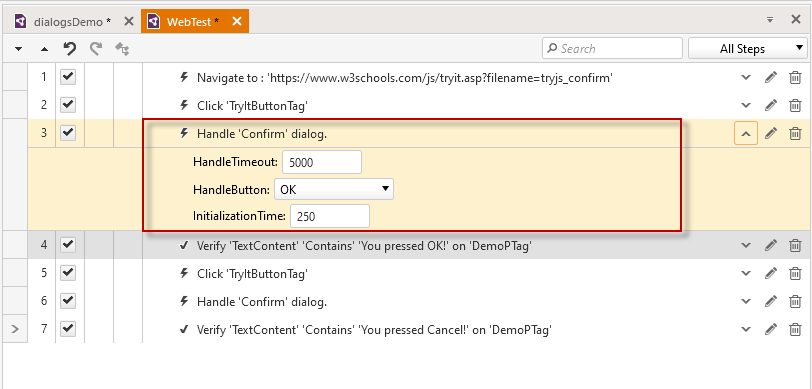 dialogsDemo *
WebTest *
Search
All Steps
1 Navigate to : 'https://www.w3schools.com/js/tryit.asp?filename=tryjs_confirm'
2 Click 'TryItButtonTag'
3 Handle 'Confirm' dialog.
HandleTimeout: 5000
HandleButton: OK
InitializationTime: 250
4 Verify 'TextContent' 'Contains' 'You pressed OK!' on 'DemoPTag'
5 Click 'TryItButtonTag'
6 Handle 'Confirm' dialog.
7 Verify 'TextContent' 'Contains' 'You pressed Cancel!' on 'DemoPTag'